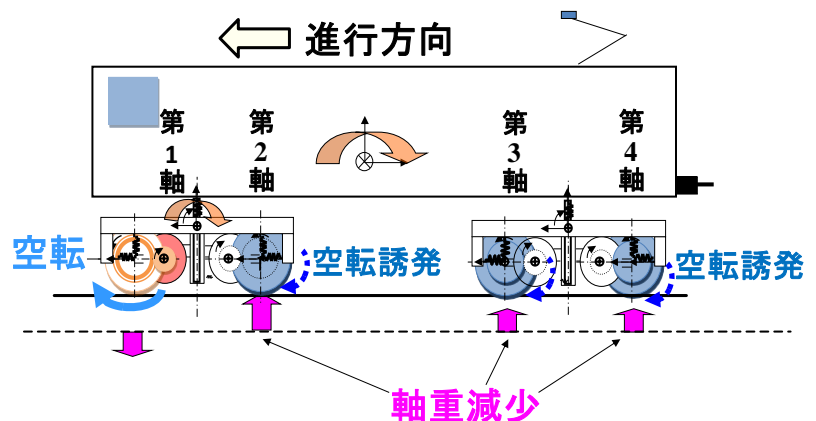 進行方向
第1軸
第2軸
第3軸
第4軸
空転
空転誘発
空転誘発
軸重減少